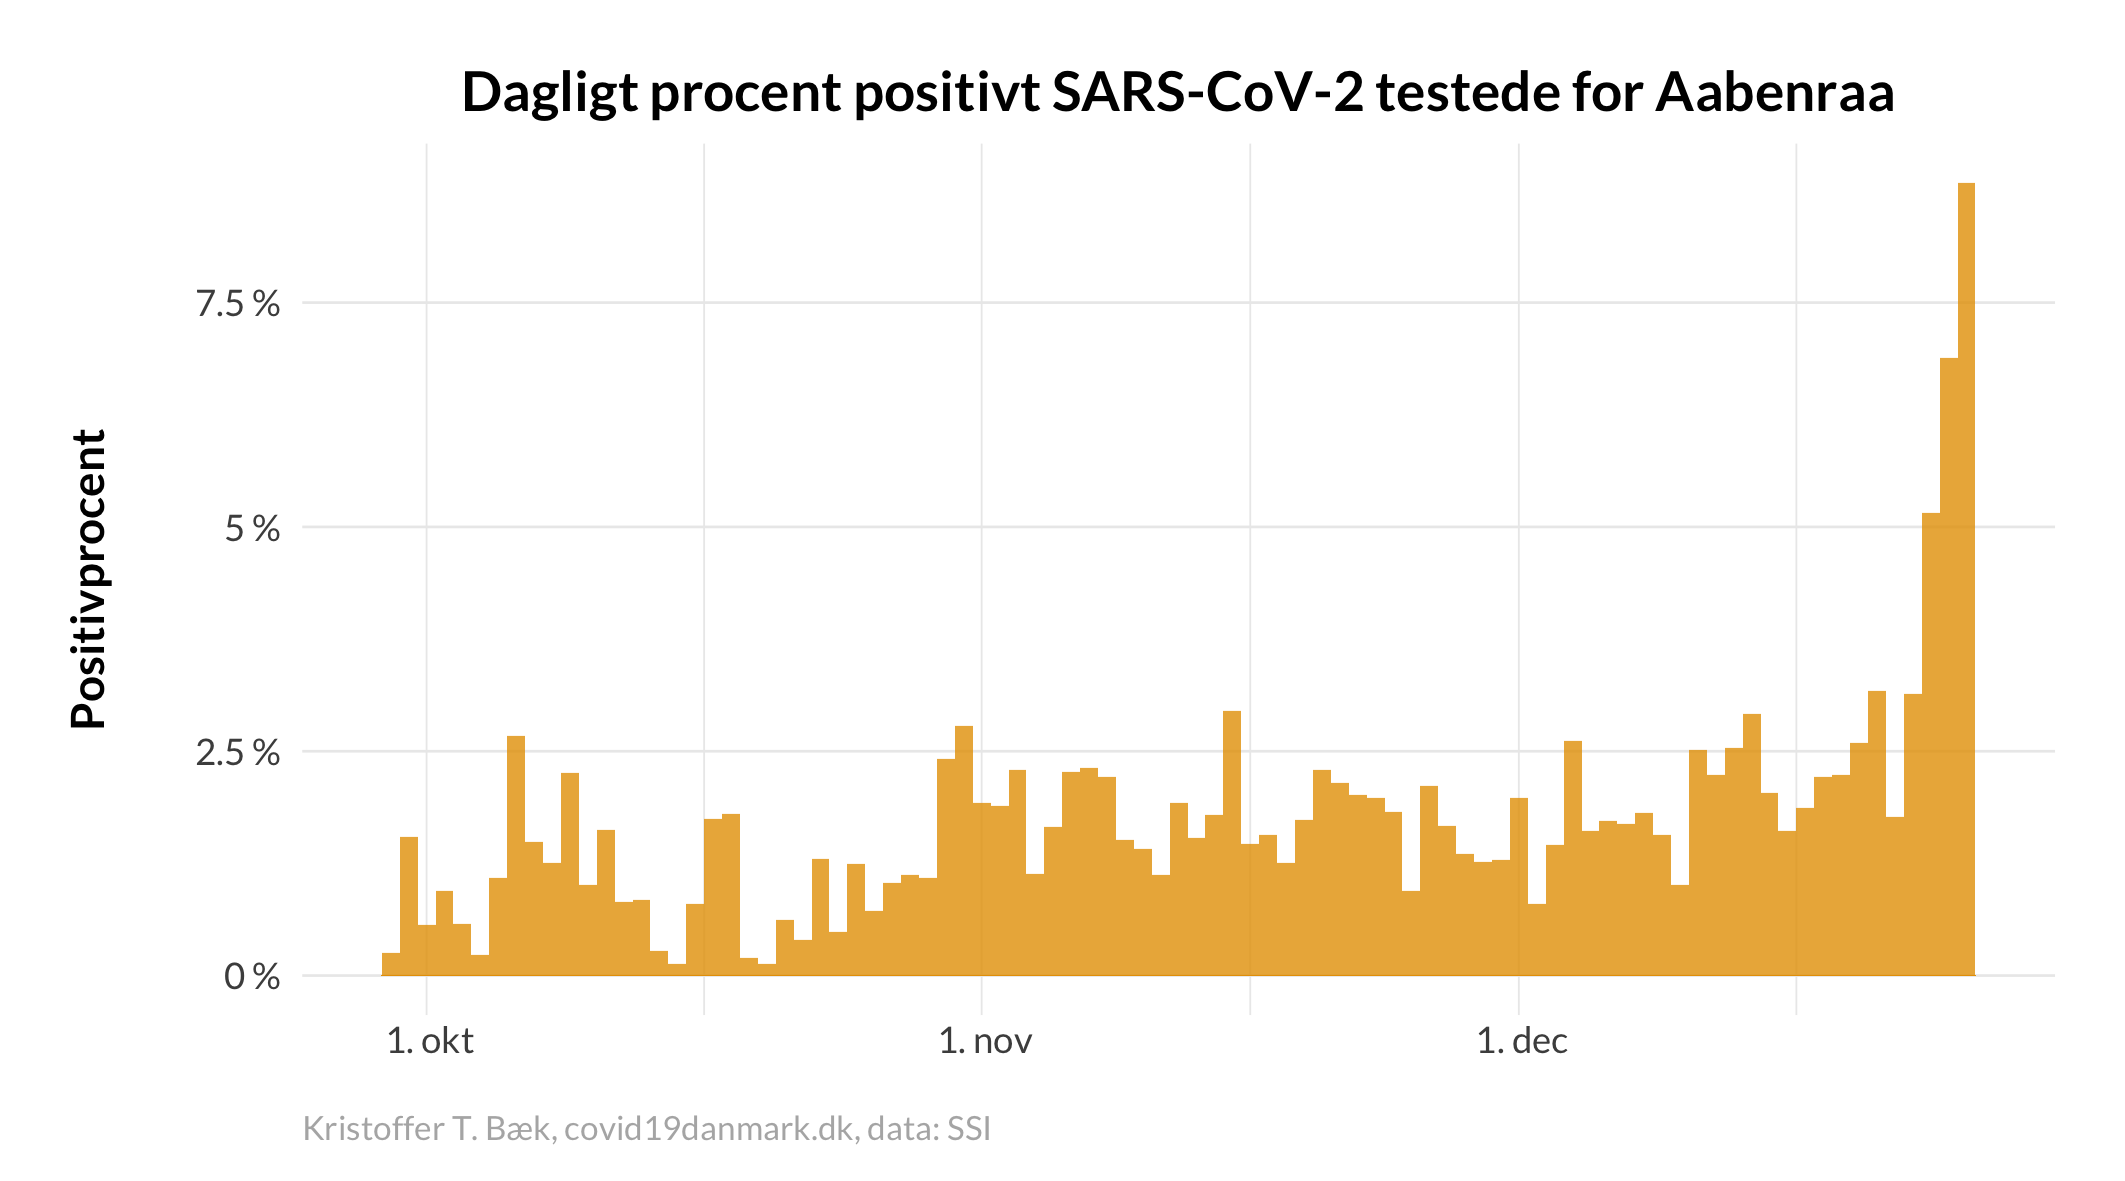 Dagligt procent positivt SARS-CoV-2 testede for Aabenraa
Positivprocent
7.5 %
5 %
2.5 %
0 %
1. okt
1. nov
1. dec
Kristoffer T. Bæk, covid19danmark.dk, data: SSI